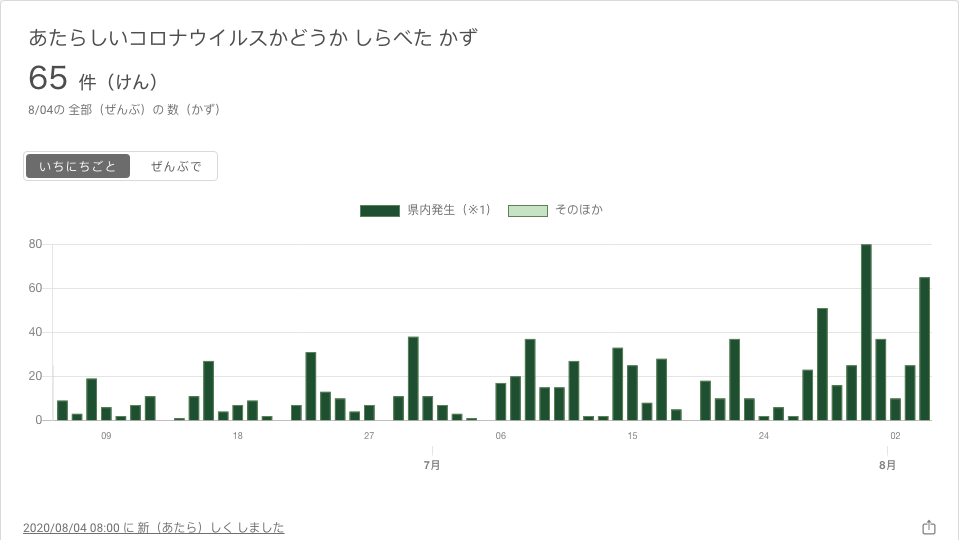 あたらしいコロナウイルスかどうか しらべた かず
65 件（けん）
8/04の 全部（ぜんぶ）の 数（かず）
いちにちごと ぜんぶで
県内発生（※1） そのほか
80
60
40
20
0
09 18 27 06 15 24 02
7月 8月
2020/08/04 08:00 に 新（あたら）しく しました